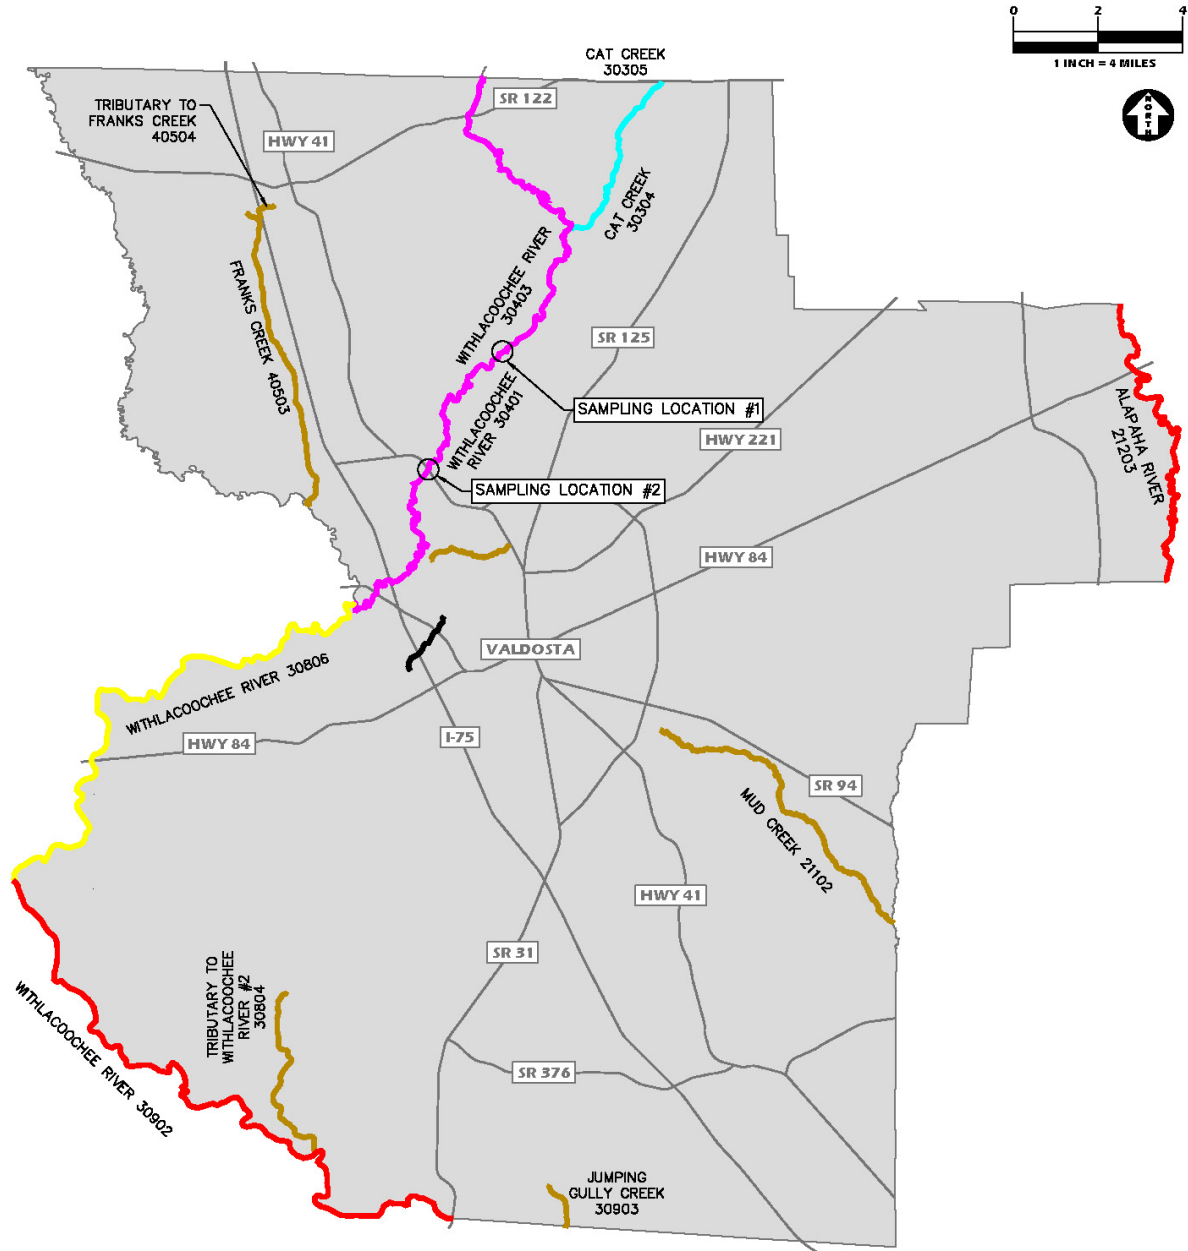 0 2 4
1 INCH = 4 MILES
NORTH
CAT CREEK
30305
SR 122
TRIBUTARY TO
FRANKS CREEK
40504
HWY 41
CAT CREEK
30304
WITHLACOOCHEE RIVER
30403
FRANKS CREEK 40503
SR 125
WITHLACOOCHEE
RIVER 30401
SAMPLING LOCATION #1
HWY 221
ALAPAHA RIVER
21203
SAMPLING LOCATION #2
HWY 84
VALDOSTA
WITHLACOOCHEE RIVER 30806
HWY 84
I-75
SR 94
MUD CREEK 21102
HWY 41
SR 31
TRIBUTARY TO
WITHLACOOCHEE
RIVER #2
30804
WITHLACOOCHEE RIVER 30902
SR 376
JUMPING
GULLY CREEK
30903